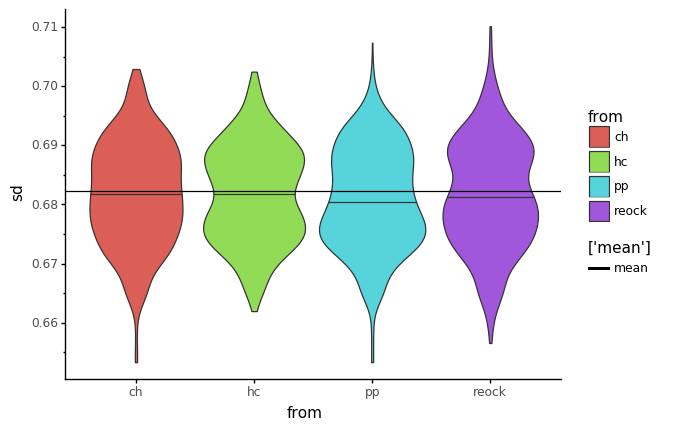 0.71
0.70
0.69
0.68
0.67
0.66
sd
ch hc pp reock
from
from
ch
hc
pp
reock
['mean']
mean